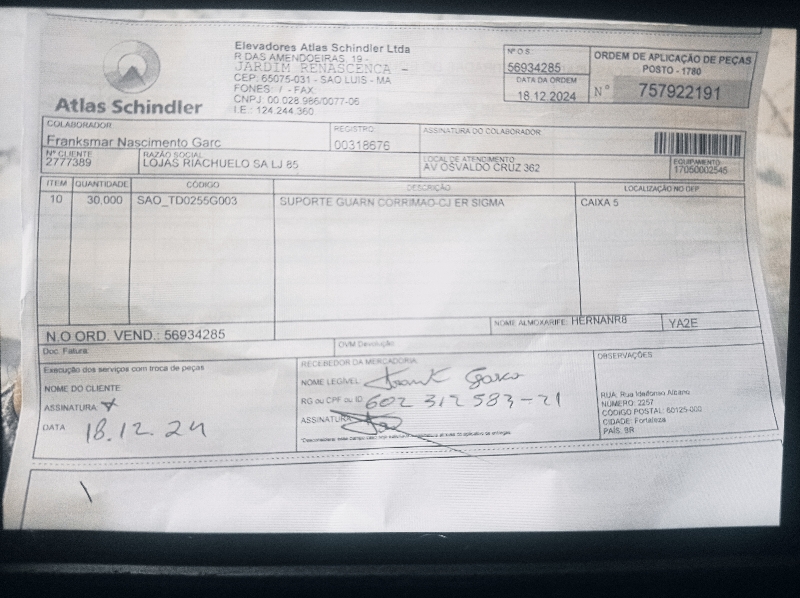 Atlas Schindler
Elevadores Atlas Schindler Ltda
R DAS AMENDOEIRAS, 19 -
JARDIM RENASCENCA -
CEP: 65075-031 - SAO LUIS - MA
FONES: / - FAX:
CNPJ: 00.028.986/0077-06
I.E.: 124.244.360
Nº O.S.
56934285
DATA DA ORDEM
18.12.2024
ORDEM DE APLICAÇÃO DE PEÇAS
POSTO - 1780
N° 757922191
COLABORADOR
Franksmar Nascimento Garc
REGISTRO:
00318676
ASSINATURA DO COLABORADOR
Nº CLIENTE
2777389
RAZÃO SOCIAL
LOJAS RIACHUELO SA LJ 85
LOCAL DE ATENDIMENTO
AV OSVALDO CRUZ 362
EQUIPAMENTO
17050002545
ITEM QUANTIDADE CÓDIGO DESCRIÇÃO LOCALIZAÇÃO NO DEP.
10 30,000 SAO_TD0255G003 SUPORTE GUARN CORRIMAO-CJ ER SIGMA CAIXA 5
NOME ALMOXARIFE: HERNANR8 YA2E
N.O ORD. VEND.: 56934285
Doc. Fatura: OVM Devolução:
Execução dos serviços com troca de peças
NOME DO CLIENTE:
ASSINATURA:
DATA 18.12.24
RECEBEDOR DA MERCADORIA:
NOME LEGÍVEL: Frank Garco
RG ou CPF ou ID: 602 312 583-21
ASSINATURA
OBSERVAÇÕES
RUA: Rua Idelfonso Albano
NÚMERO: 2257
CÓDIGO POSTAL: 60125-000
CIDADE: Fortaleza
PAÍS: BR